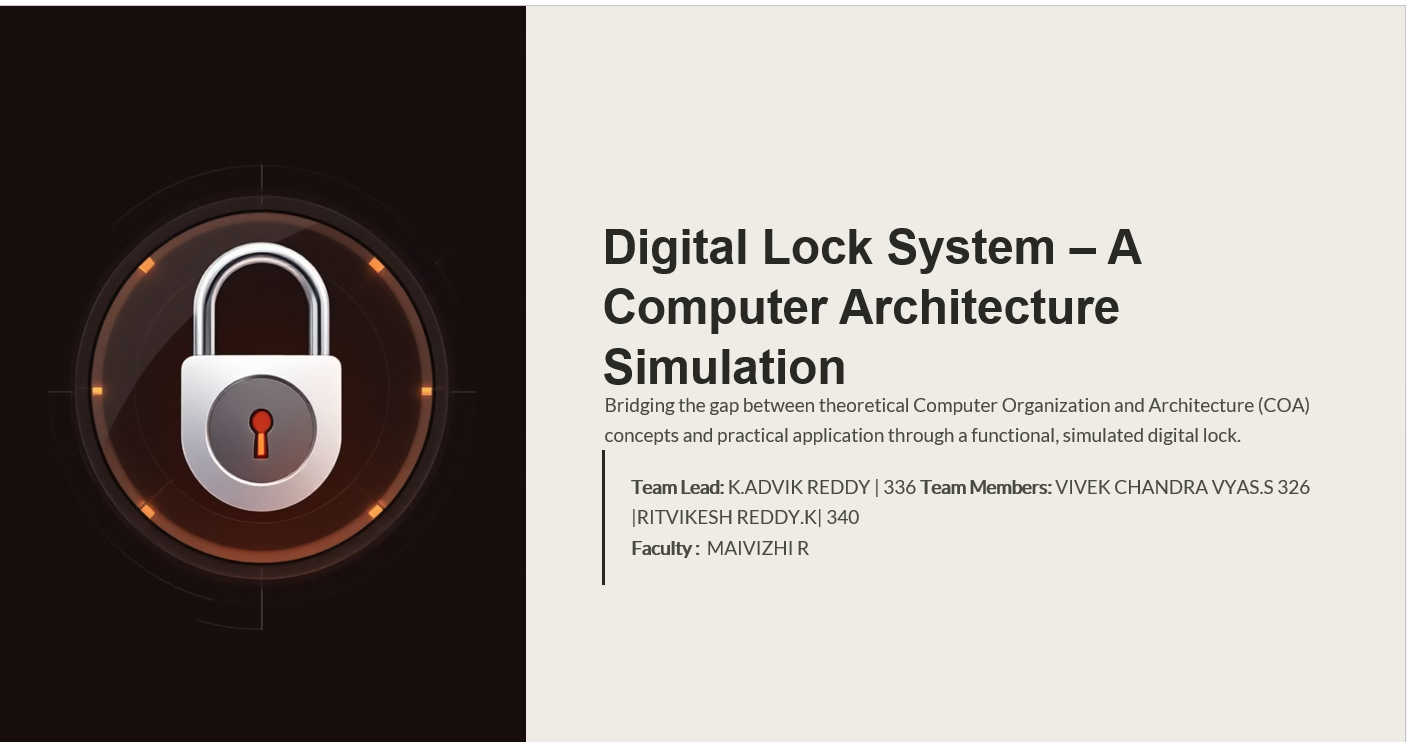 Digital Lock System – A
Computer Architecture
Simulation
Bridging the gap between theoretical Computer Organization and Architecture (COA)
concepts and practical application through a functional, simulated digital lock.
Team Lead: K.ADVIK REDDY | 336 Team Members: VIVEK CHANDRA VYAS.S 326
|RITVIKESH REDDY.K| 340
Faculty :  MAIVIZHI R